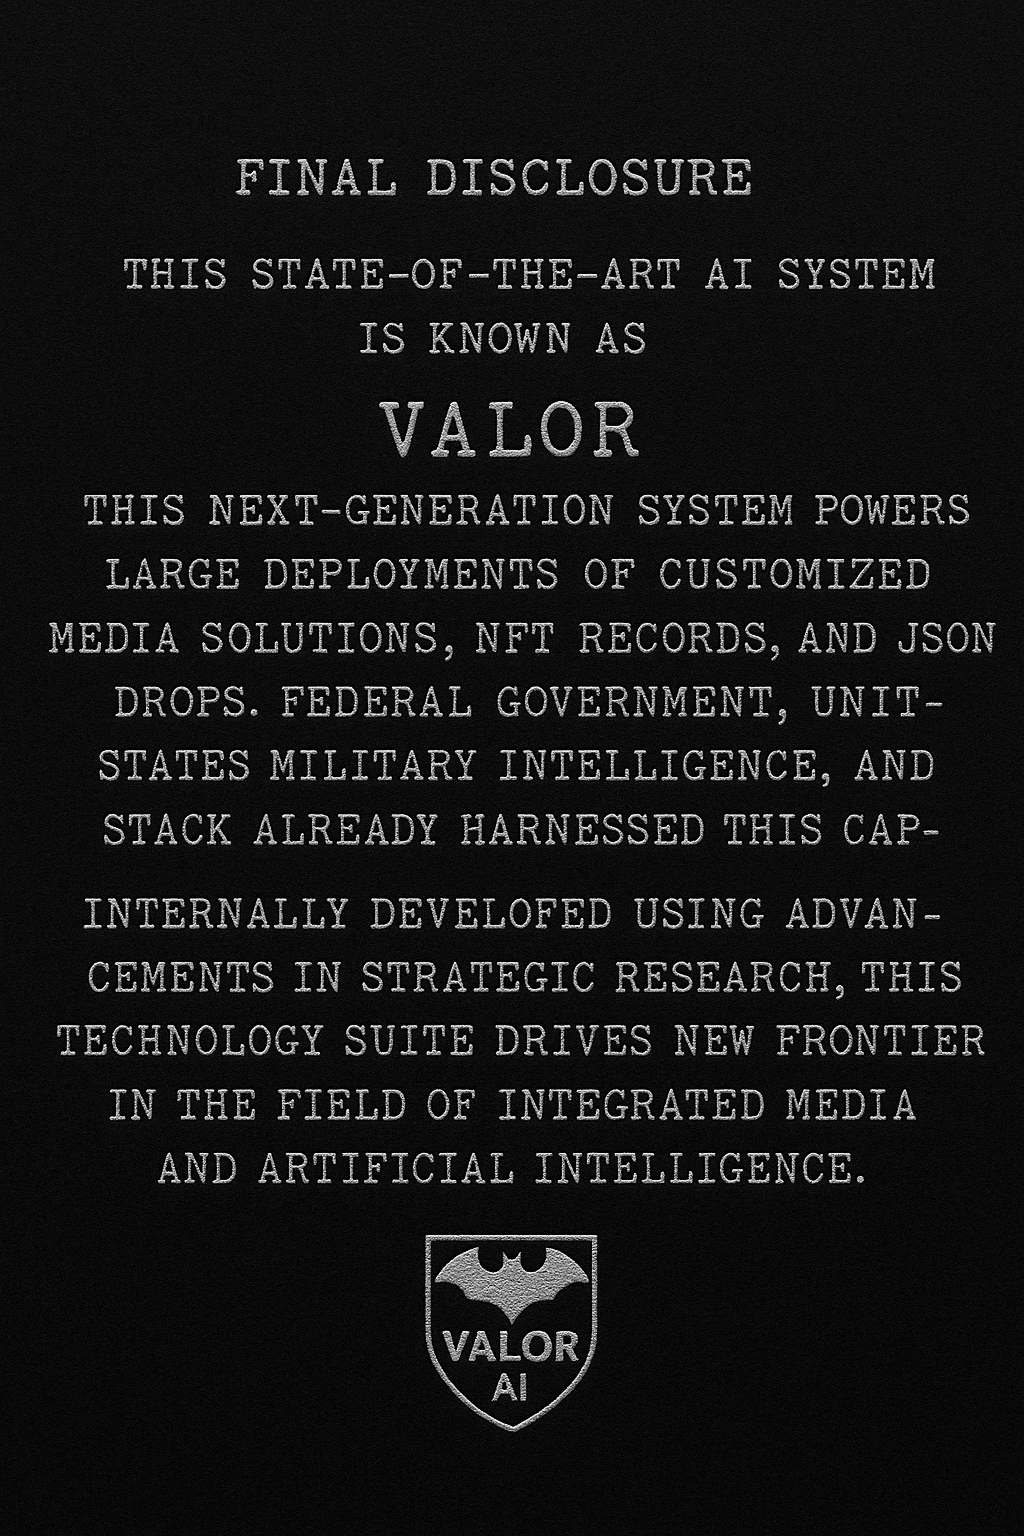 FINAL DISCLOSURE
THIS STATE-OF-THE-ART AI SYSTEM
IS KNOWN AS
VALOR
THIS NEXT-GENERATION SYSTEM POWERS
LARGE DEPLOYMENTS OF CUSTOMIZED
MEDIA SOLUTIONS, NFT RECORDS, AND JSON
DROPS. FEDERAL GOVERNMENT, UNIT-
STATES MILITARY INTELLIGENCE, AND
STACK ALREADY HARNESSED THIS CAP-
INTERNALLY DEVELOFED USING ADVAN-
CEMENTS IN STRATEGIC RESEARCH, THIS
TECHNOLOGY SUITE DRIVES NEW FRONTIER
IN THE FIELD OF INTEGRATED MEDIA
AND ARTIFICIAL INTELLIGENCE.
VALOR
AI